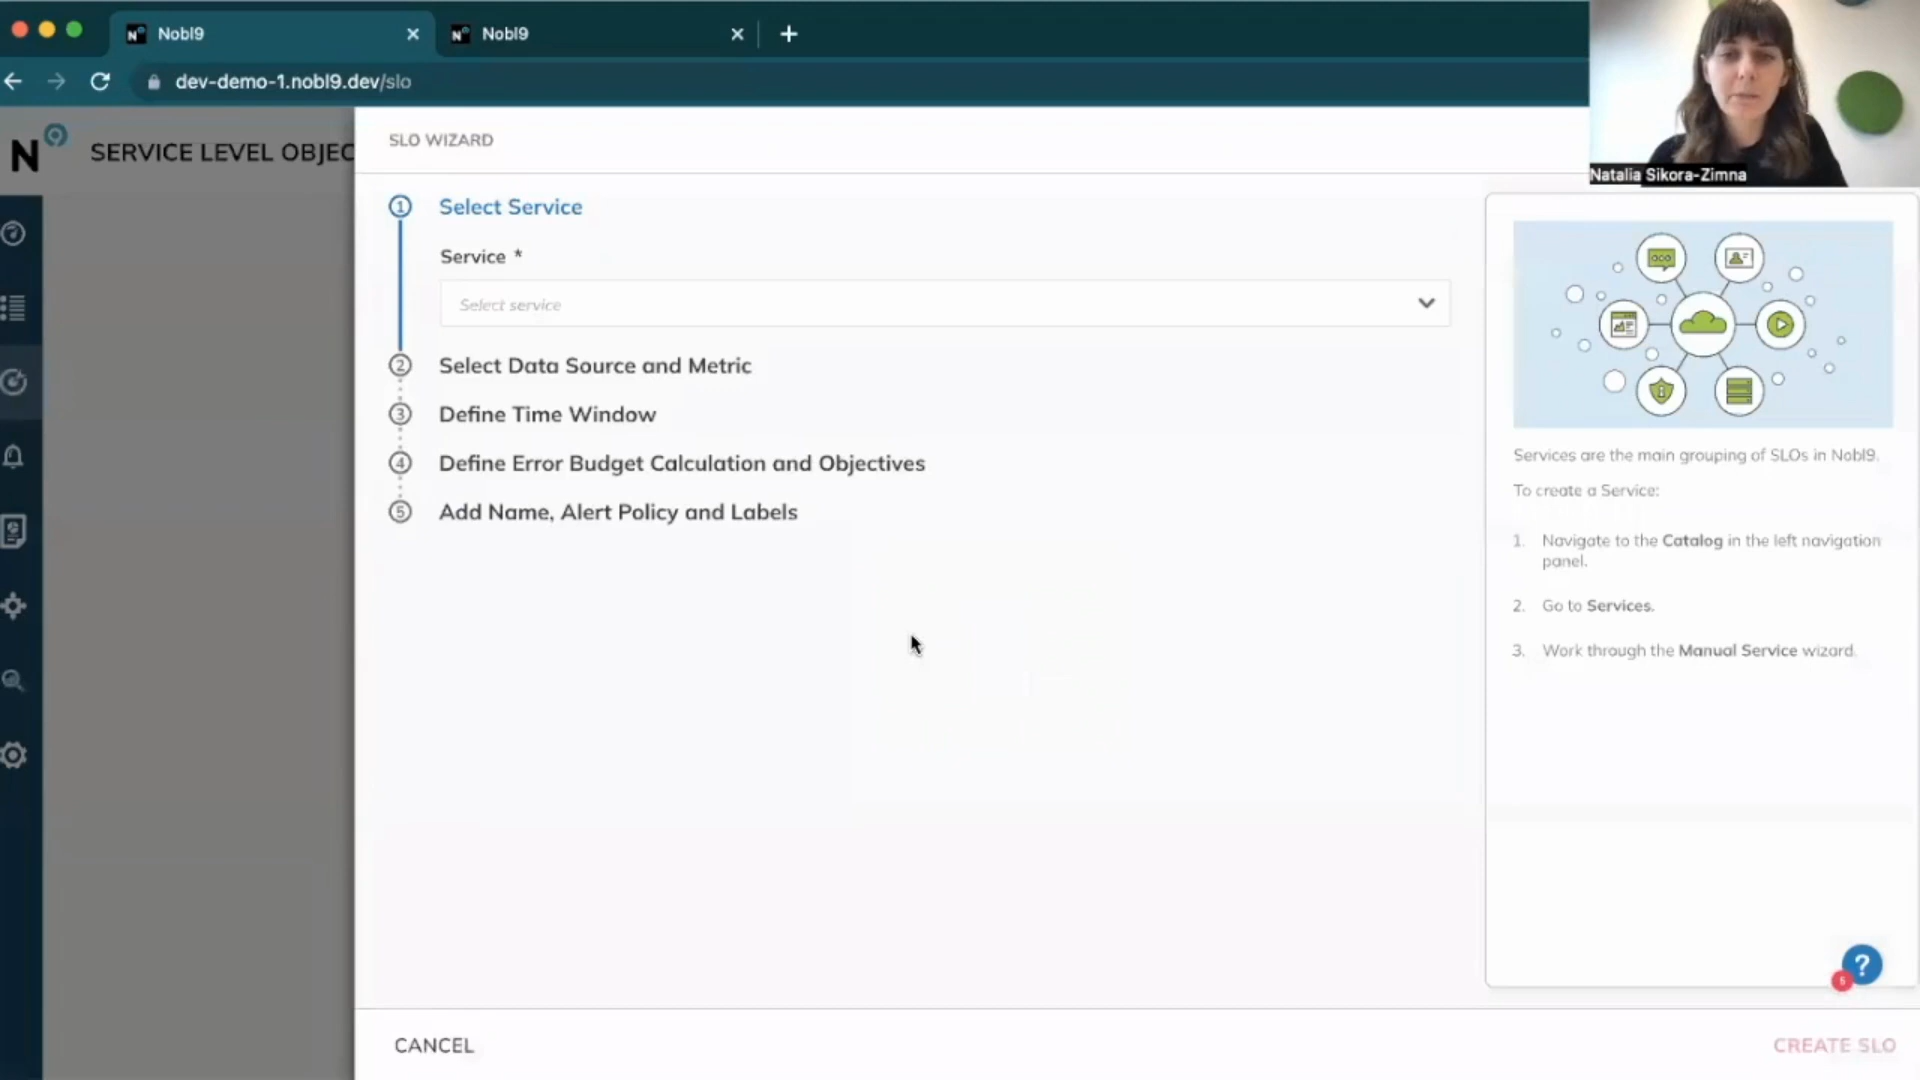 Nobl9
Nobl9
dev-demo-1.nobl9.dev/slo
Natalia Sikora-Zimna
N
SERVICE LEVEL OBJEC
SLO WIZARD
1 Select Service
Service *
Select service
2 Select Data Source and Metric
3 Define Time Window
4 Define Error Budget Calculation and Objectives
5 Add Name, Alert Policy and Labels
Services are the main grouping of SLOs in Nobl9.
To create a Service:
1. Navigate to the Catalog in the left navigation
panel.
2. Go to Services.
3. Work through the Manual Service wizard.
?
CANCEL
CREATE SLO